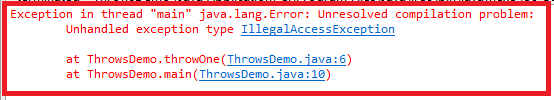 Exception in thread "main" java.lang.Error: Unresolved compilation problem:
Unhandled exception type IllegalAccessException
at ThrowsDemo.throwOne(ThrowsDemo.java:6)
at ThrowsDemo.main(ThrowsDemo.java:10)